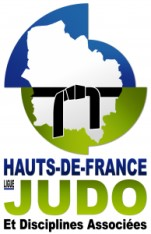 HAUTS-DE-FRANCE
LIGUE JUDO
Et Disciplines Associées